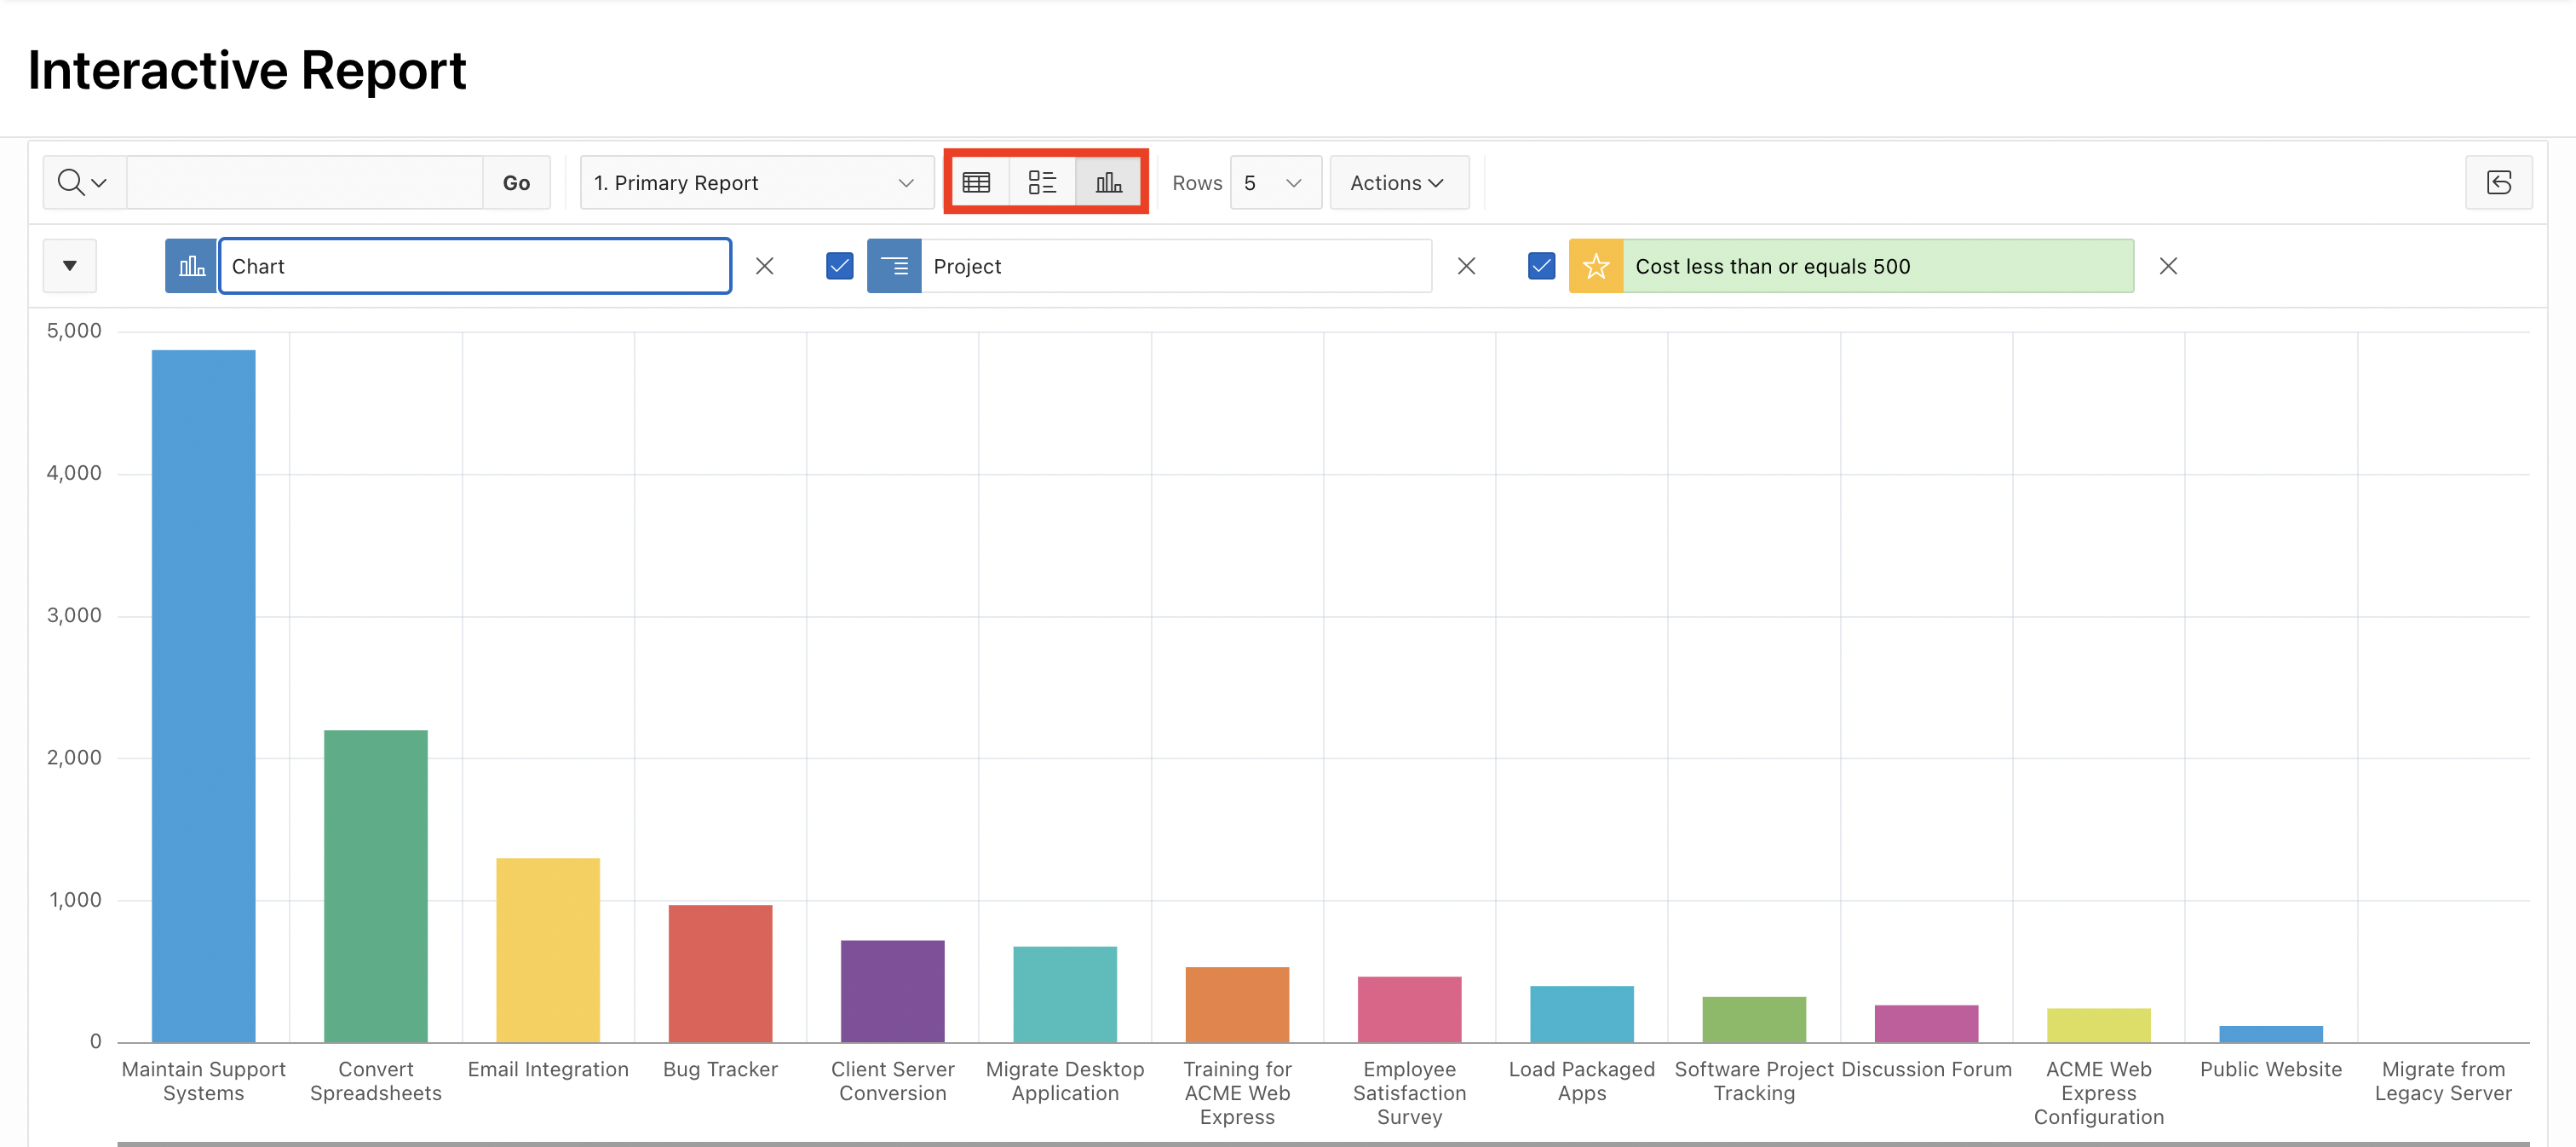 Interactive Report
Go
1. Primary Report
Rows
5
Actions
Chart
Project
Cost less than or equals 500
5,000
4,000
3,000
2,000
1,000
0
Maintain Support
Systems
Convert
Spreadsheets
Email Integration
Bug Tracker
Client Server
Conversion
Migrate Desktop
Application
Training for
ACME Web
Express
Employee
Satisfaction
Survey
Load Packaged
Apps
Software Project
Tracking
Discussion Forum
ACME Web
Express
Configuration
Public Website
Migrate from
Legacy Server